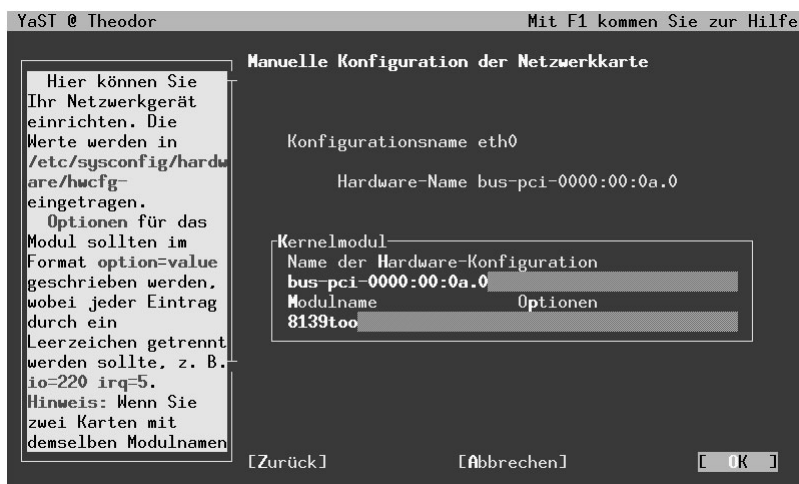 YaST @ Theodor Mit F1 kommen Sie zur Hilfe
Hier können Sie
Ihr Netzwerkgerät
einrichten. Die
Werte werden in
/etc/sysconfig/hardw
are/hwcfg-
eingetragen.
Optionen für das
Modul sollten im
Format option=value
geschrieben werden,
wobei jeder Eintrag
durch ein
Leerzeichen getrennt
werden sollte, z. B.
io=220 irq=5.
Hinweis: Wenn Sie
zwei Karten mit
demselben Modulnamen
Manuelle Konfiguration der Netzwerkkarte
Konfigurationsname eth0
Hardware-Name bus-pci-0000:00:0a.0
Kernelmodul
Name der Hardware-Konfiguration
bus-pci-0000:00:0a.0
Modulname Optionen
8139too
[Zurück] [Abbrechen] [ OK ]